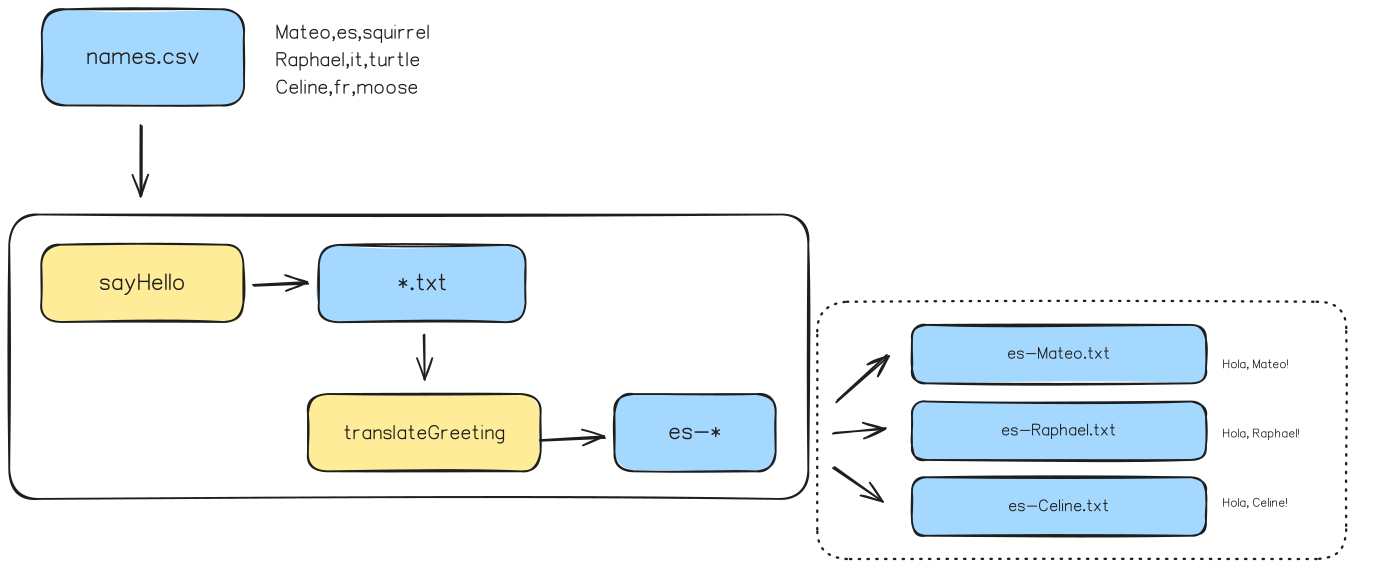 names.csv
Mateo,es,squirrel
Raphael,it,turtle
Celine,fr,moose
sayHello
*.txt
translateGreeting
es-*
es-Mateo.txt
Hola, Mateo!
es-Raphael.txt
Hola, Raphael!
es-Celine.txt
Hola, Celine!